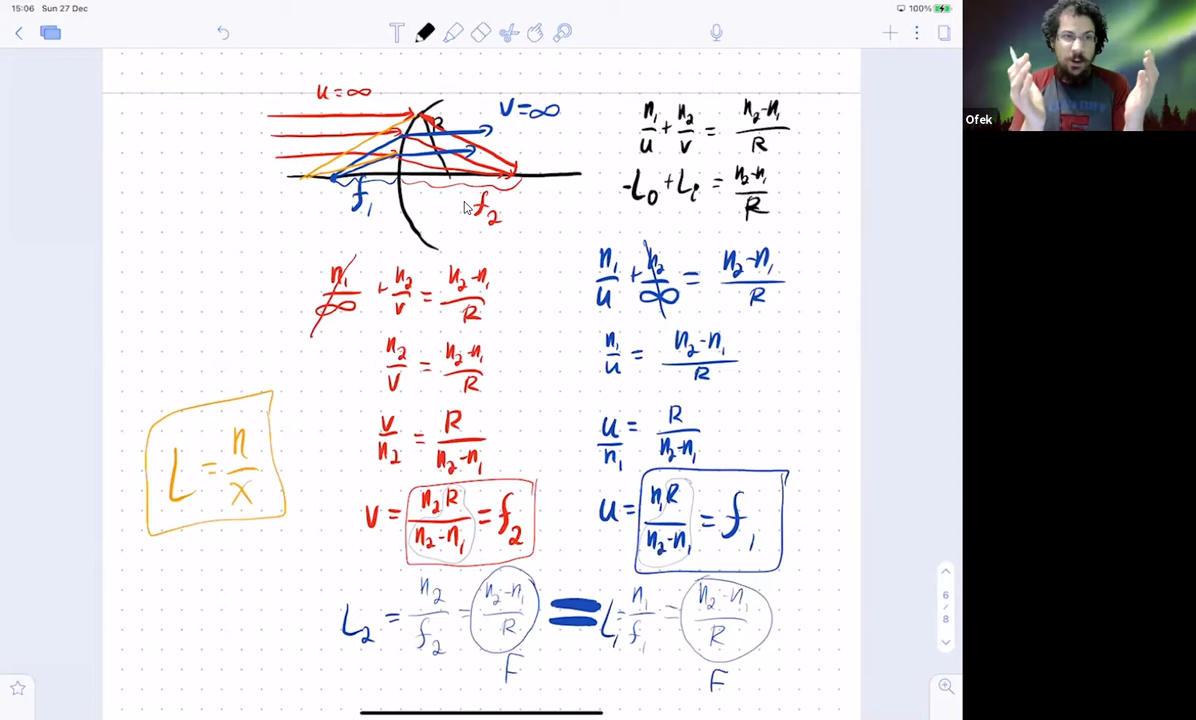 15:06 Sun 27 Dec
100%
T
u = ∞
v = ∞
R
f₁
f₂
n₁/u + n₂/v = (n₂-n₁)/R
-L₀ + Lᵢ = (n₂-n₁)/R
n₁/∞ + n₂/v = (n₂-n₁)/R
n₂/v = (n₂-n₁)/R
v/n₂ = R/(n₂-n₁)
v = n₂R/(n₂-n₁) = f₂
L₂ = n₂/f₂ = (n₂-n₁)/R
F
n₁/u + n₂/∞ = (n₂-n₁)/R
n₁/u = (n₂-n₁)/R
u/n₁ = R/(n₂-n₁)
u = n₁R/(n₂-n₁) = f₁
= L₁ = n₁/f₁ = (n₂-n₁)/R
F
L = n/x
6 / 8
Ofek